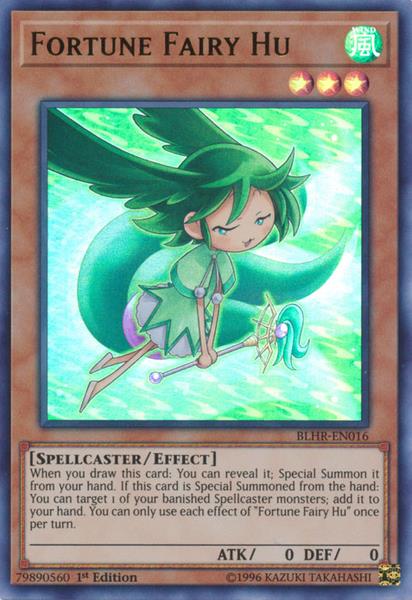 FORTUNE FAIRY HU
WIND
風
BLHR-EN016
[SPELLCASTER/EFFECT]
When you draw this card: You can reveal it; Special Summon it
from your hand. If this card is Special Summoned from the hand:
You can target 1 of your banished Spellcaster monsters; add it to
your hand. You can only use each effect of "Fortune Fairy Hu" once
per turn.
ATK/ 0 DEF/ 0
79890560 1st Edition ©1996 KAZUKI TAKAHASHI